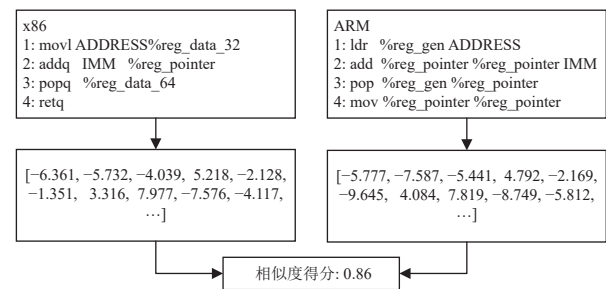 x86
1: movl ADDRESS%reg_data_32
2: addq IMM %reg_pointer
3: popq %reg_data_64
4: retq
ARM
1: ldr %reg_gen ADDRESS
2: add %reg_pointer %reg_pointer IMM
3: pop %reg_gen %reg_pointer
4: mov %reg_pointer %reg_pointer
[−6.361, −5.732, −4.039, 5.218, −2.128,
−1.351, 3.316, 7.977, −7.576, −4.117,
…]
[−5.777, −7.587, −5.441, 4.792, −2.169,
−9.645, 4.084, 7.819, −8.749, −5.812,
…]
相似度得分: 0.86